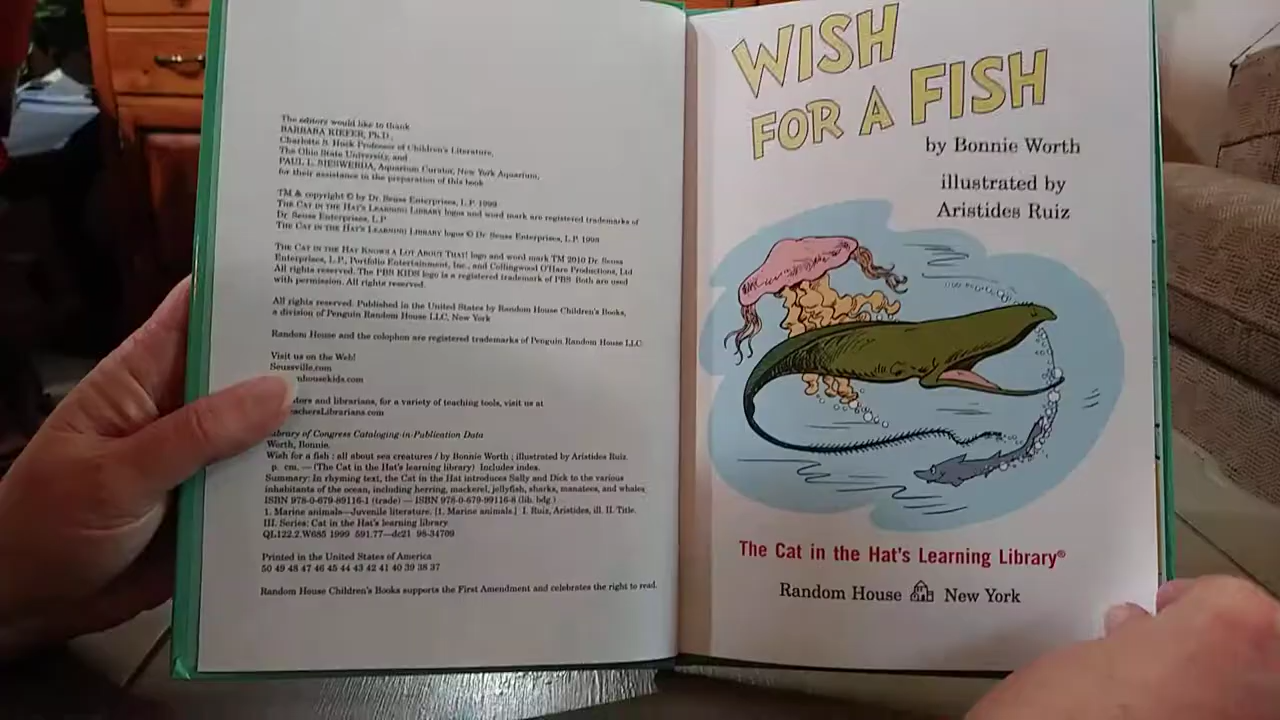 The editors would like to thank
BARBARA KIEFER, Ph.D.,
Charlotte S. Huck Professor of Children's Literature,
The Ohio State University, and
PAUL L. SIESWERDA, Aquarium Curator, New York Aquarium,
for their assistance in the preparation of this book
TM & copyright © by Dr. Seuss Enterprises, L.P. 1999
THE CAT IN THE HAT'S LEARNING LIBRARY logos and word mark are registered trademarks of
Dr. Seuss Enterprises, L.P.
THE CAT IN THE HAT'S LEARNING LIBRARY logos © Dr. Seuss Enterprises, L.P. 1998
THE CAT IN THE HAT KNOWS A LOT ABOUT THAT! logo and word mark TM 2010 Dr. Seuss
Enterprises, L.P., Portfolio Entertainment, Inc., and Collingwood O'Hare Productions, Ltd
All rights reserved. The PBS KIDS logo is a registered trademark of PBS. Both are used
with permission. All rights reserved.
All rights reserved. Published in the United States by Random House Children's Books,
a division of Penguin Random House LLC, New York
Random House and the colophon are registered trademarks of Penguin Random House LLC
Visit us on the Web!
Seussville.com
uhousekids.com
and librarians, for a variety of teaching tools, visit us at
eachersLibrarians.com
Library of Congress Cataloging-in-Publication Data
Worth, Bonnie.
Wish for a fish : all about sea creatures / by Bonnie Worth ; illustrated by Aristides Ruiz.
p. cm. — (The Cat in the Hat's learning library) Includes index.
Summary: In rhyming text, the Cat in the Hat introduces Sally and Dick to the various
inhabitants of the ocean, including herring, mackerel, jellyfish, sharks, manatees, and whales
ISBN 978-0-679-89116-1 (trade) — ISBN 978-0-679-99116-8 (lib. bdg.)
1. Marine animals—Juvenile literature. [1. Marine animals.] I. Ruiz, Aristides, ill. II. Title.
III. Series: Cat in the Hat's learning library
QL122.2.W685 1999 591.77—dc21 98-34709
Printed in the United States of America
50 49 48 47 46 45 44 43 42 41 40 39 38 37
Random House Children's Books supports the First Amendment and celebrates the right to read.
WISH
FOR A FISH
by Bonnie Worth
illustrated by
Aristides Ruiz
The Cat in the Hat's Learning Library®
Random House New York